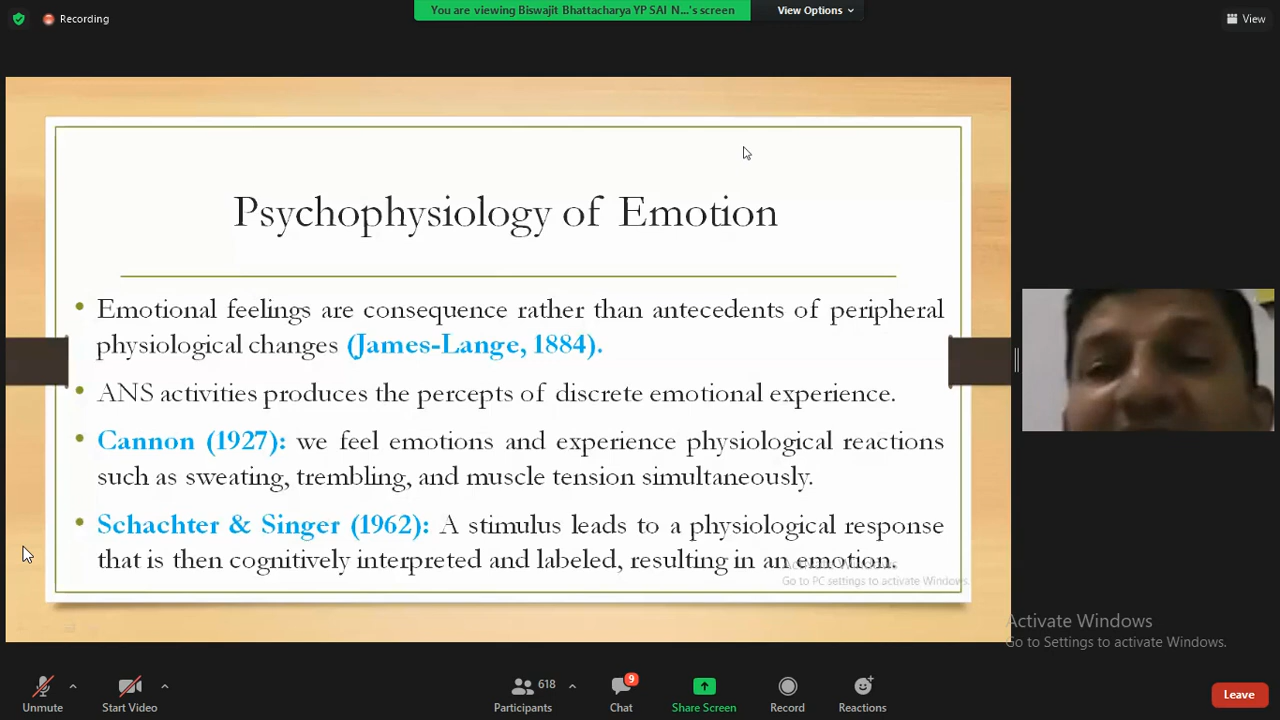 Recording
You are viewing Biswajit Bhattacharya YP SAI N...'s screen
View Options
View
Psychophysiology of Emotion
• Emotional feelings are consequence rather than antecedents of peripheral
physiological changes (James-Lange, 1884).
• ANS activities produces the percepts of discrete emotional experience.
• Cannon (1927): we feel emotions and experience physiological reactions
such as sweating, trembling, and muscle tension simultaneously.
• Schachter & Singer (1962): A stimulus leads to a physiological response
that is then cognitively interpreted and labeled, resulting in an emotion.
Activate Windows
Go to PC settings to activate Windows.
Activate Windows
Go to Settings to activate Windows.
Unmute
Start Video
618
Participants
9
Chat
Share Screen
Record
Reactions
Leave